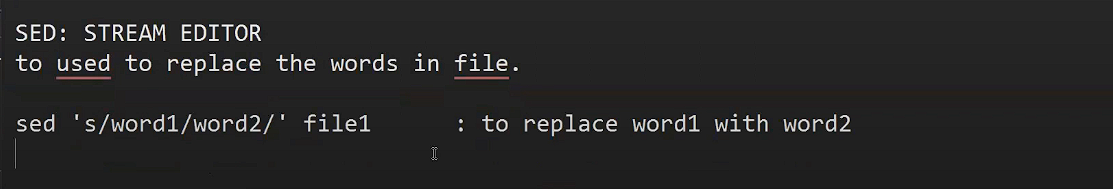 SED: STREAM EDITOR
to used to replace the words in file.
sed 's/word1/word2/' file1 : to replace word1 with word2